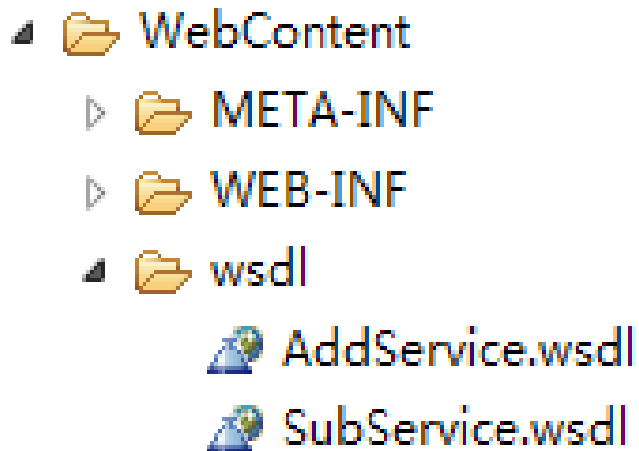 WebContent
META-INF
WEB-INF
wsdl
AddService.wsdl
SubService.wsdl